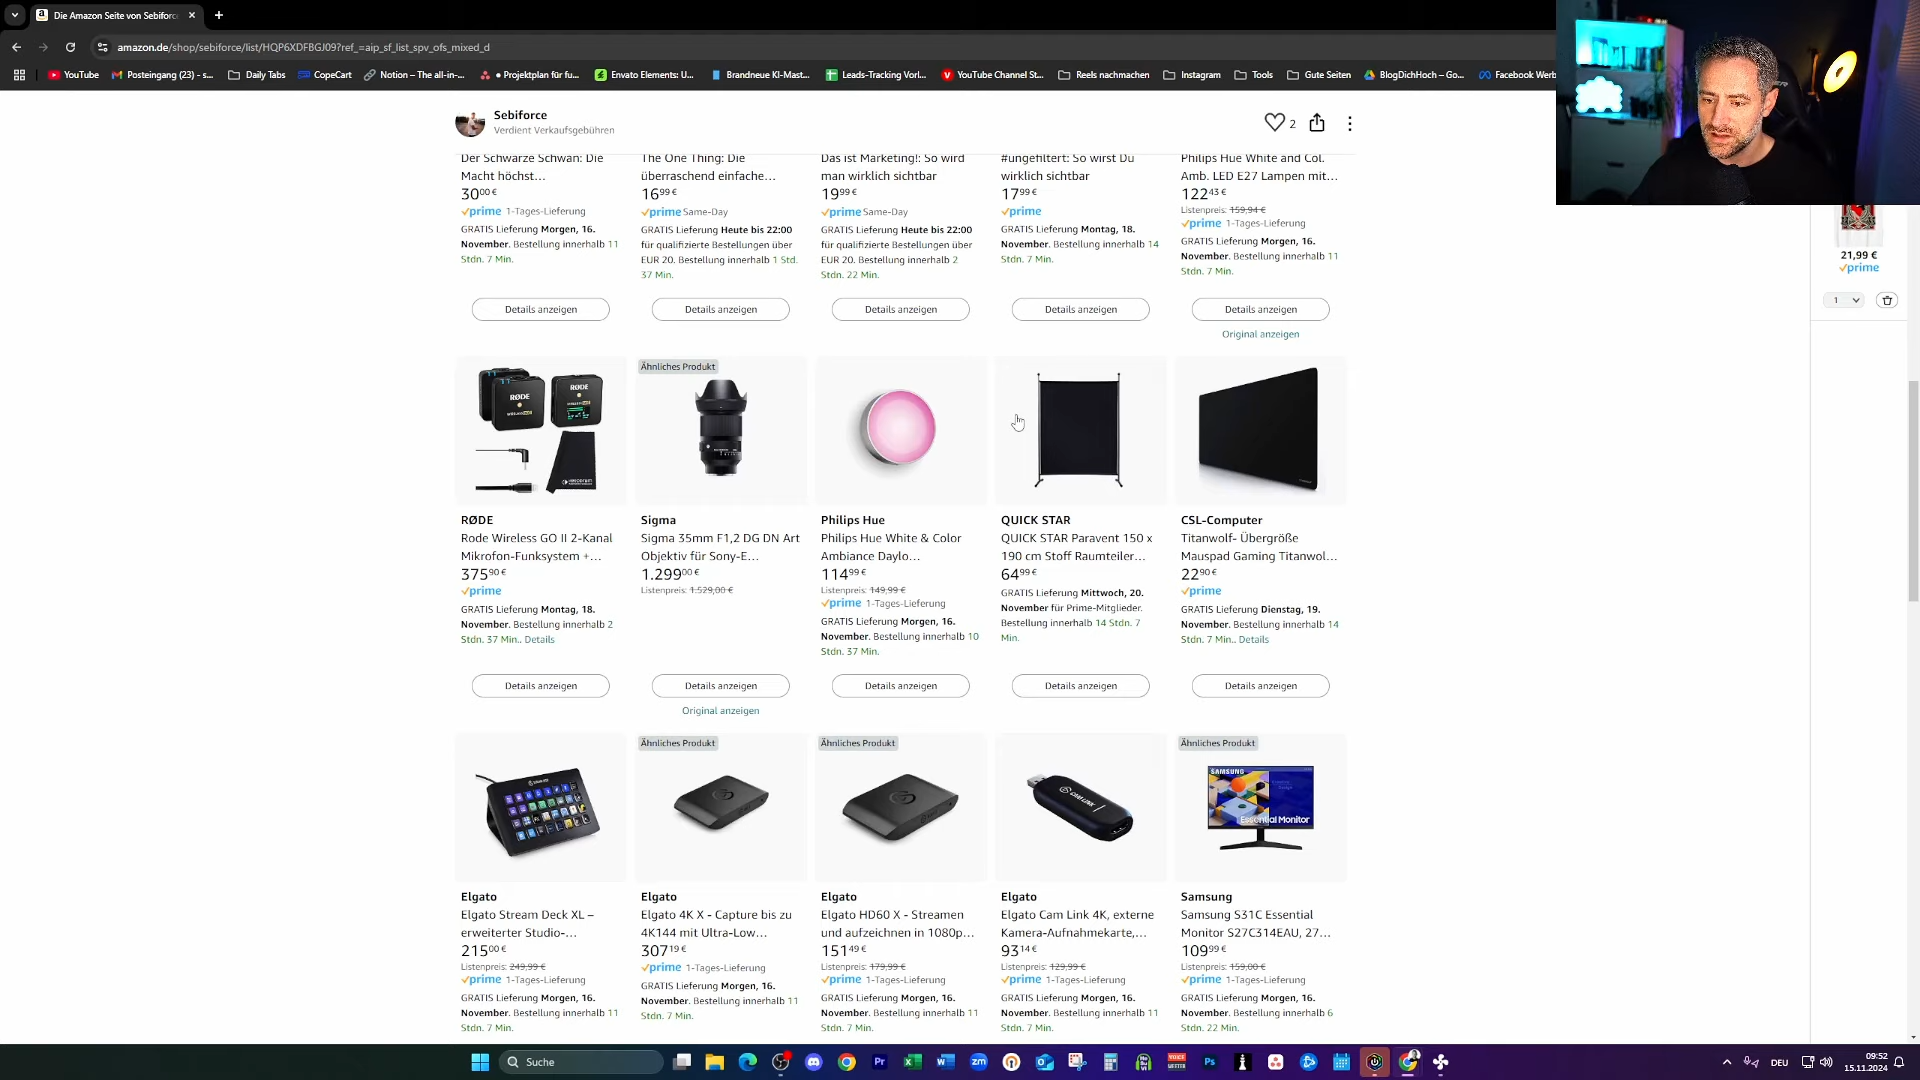 Die Amazon Seite von Sebiforc
amazon.de/shop/sebiforce/list/HQP6XDFBGJ09?ref_=aip_sf_list_spv_ofs_mixed_d
YouTube
Posteingang (23) - s...
Daily Tabs
CopeCart
Notion – The all-in-...
• Projektplan für fu...
Envato Elements: U...
Brandneue KI-Mast...
Leads-Tracking Vorl...
YouTube Channel St...
Reels nachmachen
Instagram
Tools
Gute Seiten
BlogDichHoch – Go...
Facebook Werb
Sebiforce
Verdient Verkaufsgebühren
2
Der Schwarze Schwan: Die
Macht höchst...
30 00 €
prime 1-Tages-Lieferung
GRATIS Lieferung Morgen, 16.
November. Bestellung innerhalb 11
Stdn. 7 Min.
Details anzeigen
The One Thing: Die
überraschend einfache...
16 99 €
prime Same-Day
GRATIS Lieferung Heute bis 22:00
für qualifizierte Bestellungen über
EUR 20. Bestellung innerhalb 1 Std.
37 Min.
Details anzeigen
Das ist Marketing!: So wird
man wirklich sichtbar
19 99 €
prime Same-Day
GRATIS Lieferung Heute bis 22:00
für qualifizierte Bestellungen über
EUR 20. Bestellung innerhalb 2
Stdn. 22 Min.
Details anzeigen
#ungefiltert: So wirst Du
wirklich sichtbar
17 99 €
prime
GRATIS Lieferung Montag, 18.
November. Bestellung innerhalb 14
Stdn. 7 Min.
Details anzeigen
Philips Hue White and Col.
Amb. LED E27 Lampen mit...
122 43 €
Listenpreis: 159,94 €
prime 1-Tages-Lieferung
GRATIS Lieferung Morgen, 16.
November. Bestellung innerhalb 11
Stdn. 7 Min.
Details anzeigen
Original anzeigen
21,99 €
prime
1
RØDE
RØDE
RØDE
Rode Wireless GO II 2-Kanal
Mikrofon-Funksystem +...
375 90 €
prime
GRATIS Lieferung Montag, 18.
November. Bestellung innerhalb 2
Stdn. 37 Min.. Details
Details anzeigen
Ähnliches Produkt
Sigma
Sigma 35mm F1,2 DG DN Art
Objektiv für Sony-E...
1.299 00 €
Listenpreis: 1.529,00 €
Details anzeigen
Original anzeigen
Philips Hue
Philips Hue White & Color
Ambiance Daylo...
114 99 €
Listenpreis: 149,99 €
prime 1-Tages-Lieferung
GRATIS Lieferung Morgen, 16.
November. Bestellung innerhalb 10
Stdn. 37 Min.
Details anzeigen
QUICK STAR
QUICK STAR Paravent 150 x
190 cm Stoff Raumteiler...
64 99 €
GRATIS Lieferung Mittwoch, 20.
November für Prime-Mitglieder.
Bestellung innerhalb 14 Stdn. 7
Min.
Details anzeigen
CSL-Computer
Titanwolf- Übergröße
Mauspad Gaming Titanwol...
22 90 €
prime
GRATIS Lieferung Dienstag, 19.
November. Bestellung innerhalb 14
Stdn. 7 Min.. Details
Details anzeigen
Elgato
Elgato Stream Deck XL –
erweiterter Studio-...
215 00 €
Listenpreis: 249,99 €
prime 1-Tages-Lieferung
GRATIS Lieferung Morgen, 16.
November. Bestellung innerhalb 11
Stdn. 7 Min.
Ähnliches Produkt
Elgato
Elgato 4K X - Capture bis zu
4K144 mit Ultra-Low...
307 19 €
prime 1-Tages-Lieferung
GRATIS Lieferung Morgen, 16.
November. Bestellung innerhalb 11
Stdn. 7 Min.
Ähnliches Produkt
Elgato
Elgato HD60 X - Streamen
und aufzeichnen in 1080p...
151 49 €
Listenpreis: 179,99 €
prime 1-Tages-Lieferung
GRATIS Lieferung Morgen, 16.
November. Bestellung innerhalb 11
Stdn. 7 Min.
CAM LINK
Elgato
Elgato Cam Link 4K, externe
Kamera-Aufnahmekarte,...
93 14 €
Listenpreis: 129,99 €
prime 1-Tages-Lieferung
GRATIS Lieferung Morgen, 16.
November. Bestellung innerhalb 11
Stdn. 7 Min.
Ähnliches Produkt
SAMSUNG
Essential Monitor
Samsung
Samsung S31C Essential
Monitor S27C314EAU, 27...
109 99 €
Listenpreis: 159,00 €
prime 1-Tages-Lieferung
GRATIS Lieferung Morgen, 16.
November. Bestellung innerhalb 6
Stdn. 22 Min.
Suche
DEU
09:52
15.11.2024